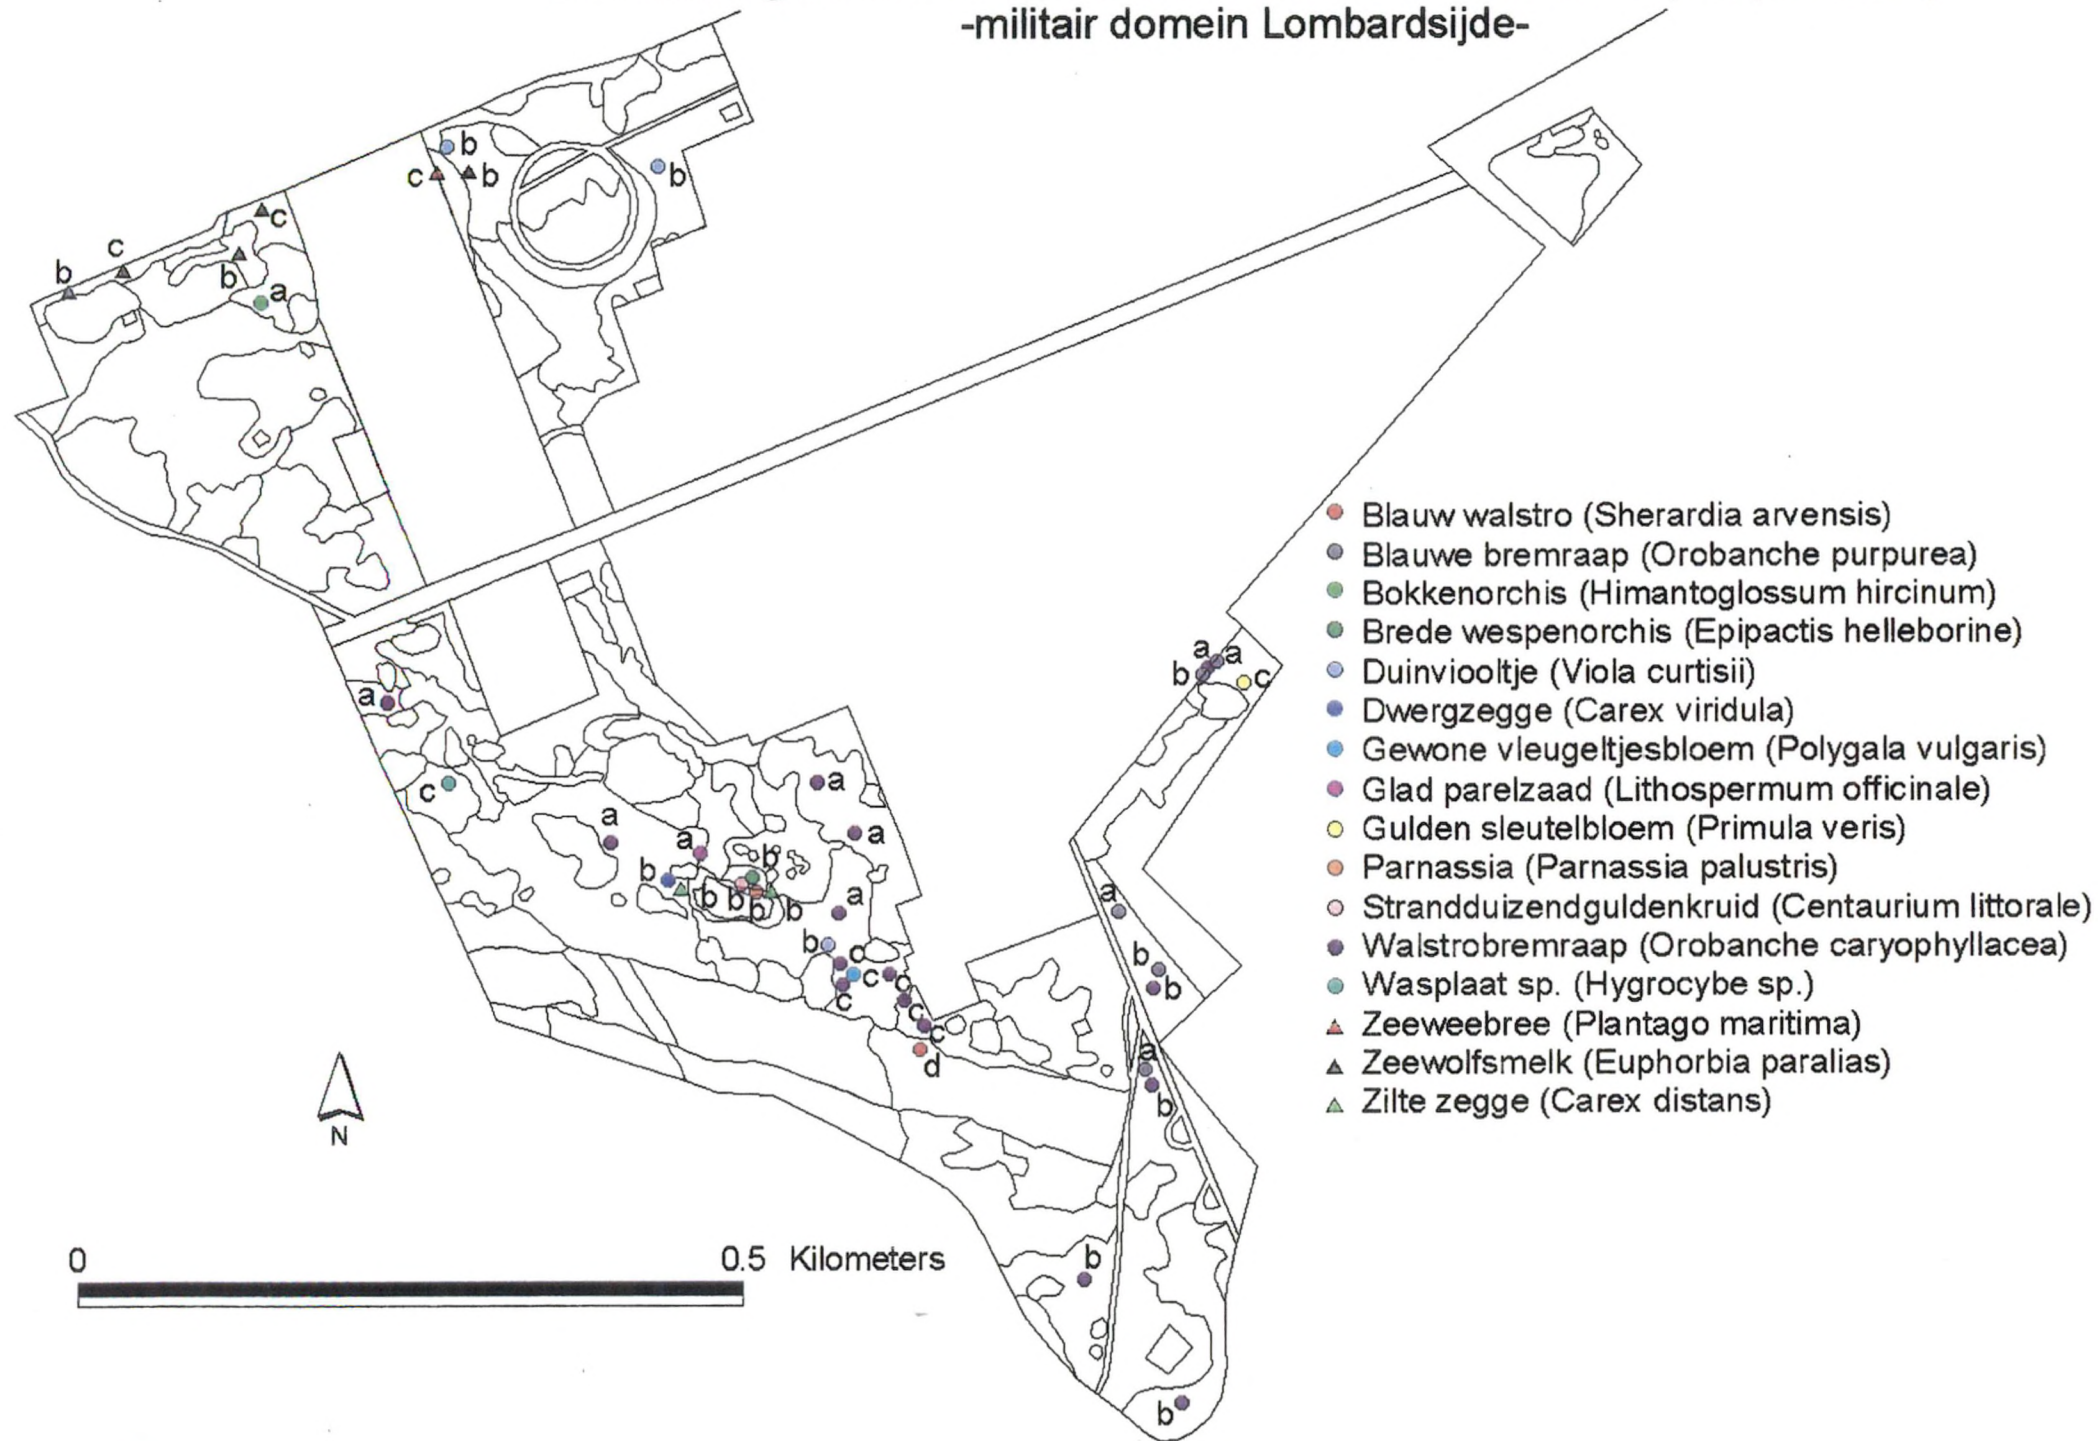 -militair domein Lombardsijde-
b
c
b
b
c
c
b
b
a
Blauw walstro (Sherardia arvensis)
Blauwe bremraap (Orobanche purpurea)
Bokkenorchis (Himantoglossum hircinum)
Brede wespenorchis (Epipactis helleborine)
Duinviooltje (Viola curtisii)
Dwergzegge (Carex viridula)
Gewone vleugeltjesbloem (Polygala vulgaris)
Glad parelzaad (Lithospermum officinale)
Gulden sleutelbloem (Primula veris)
Parnassia (Parnassia palustris)
Strandduizendguldenkruid (Centaurium littorale)
Walstrobremraap (Orobanche caryophyllacea)
Wasplaat sp. (Hygrocybe sp.)
Zeeweebree (Plantago maritima)
Zeewolfsmelk (Euphorbia paralias)
Zilte zegge (Carex distans)
a
a
b
c
a
a
c
a
a
a
b
b
b
b
b
b
a
a
b
c
c
c
c
c
c
d
b
b
a
b
N
0
0.5 Kilometers
b
b